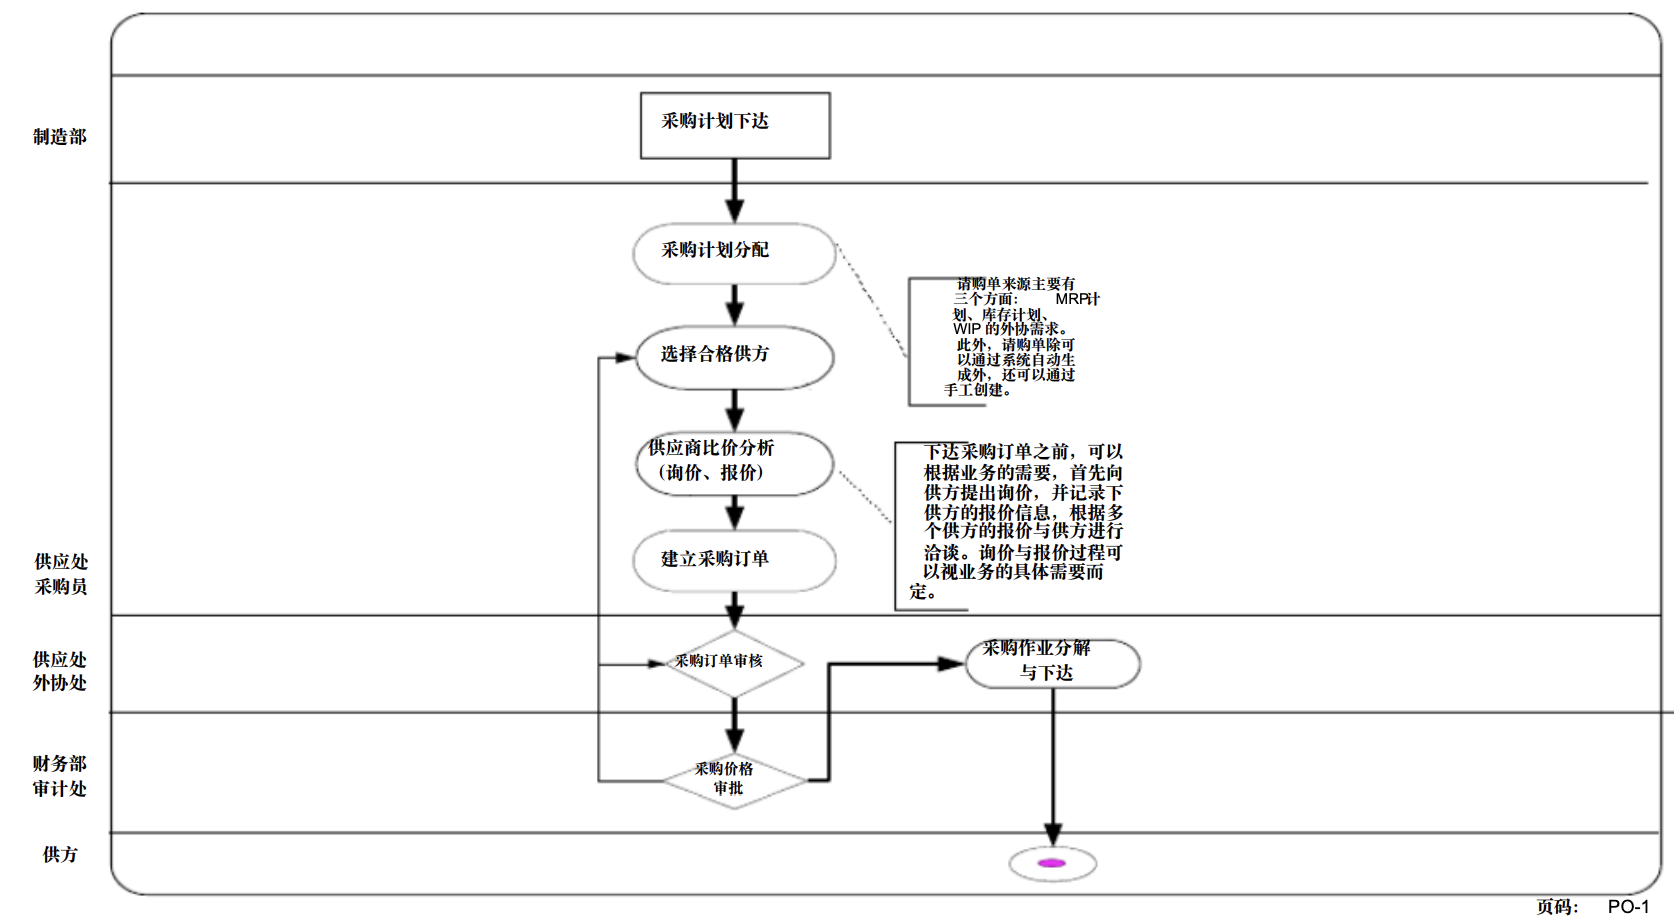 制造部
采购计划下达
采购计划分配
请购单来源主要有
三个方面： MRP计
划、库存计划、
WIP 的外协需求。
此外，请购单除可
以通过系统自动生
成外，还可以通过
手工创建。
选择合格供方
供应商比价分析
（询价、报价）
下达采购订单之前，可以
根据业务的需要，首先向
供方提出询价，并记录下
供方的报价信息，根据多
个供方的报价与供方进行
洽谈。询价与报价过程可
以视业务的具体需要而
定。
建立采购订单
供应处
采购员
供应处
外协处
采购订单审核
采购作业分解
与下达
财务部
审计处
采购价格
审批
供方
页码： PO-1